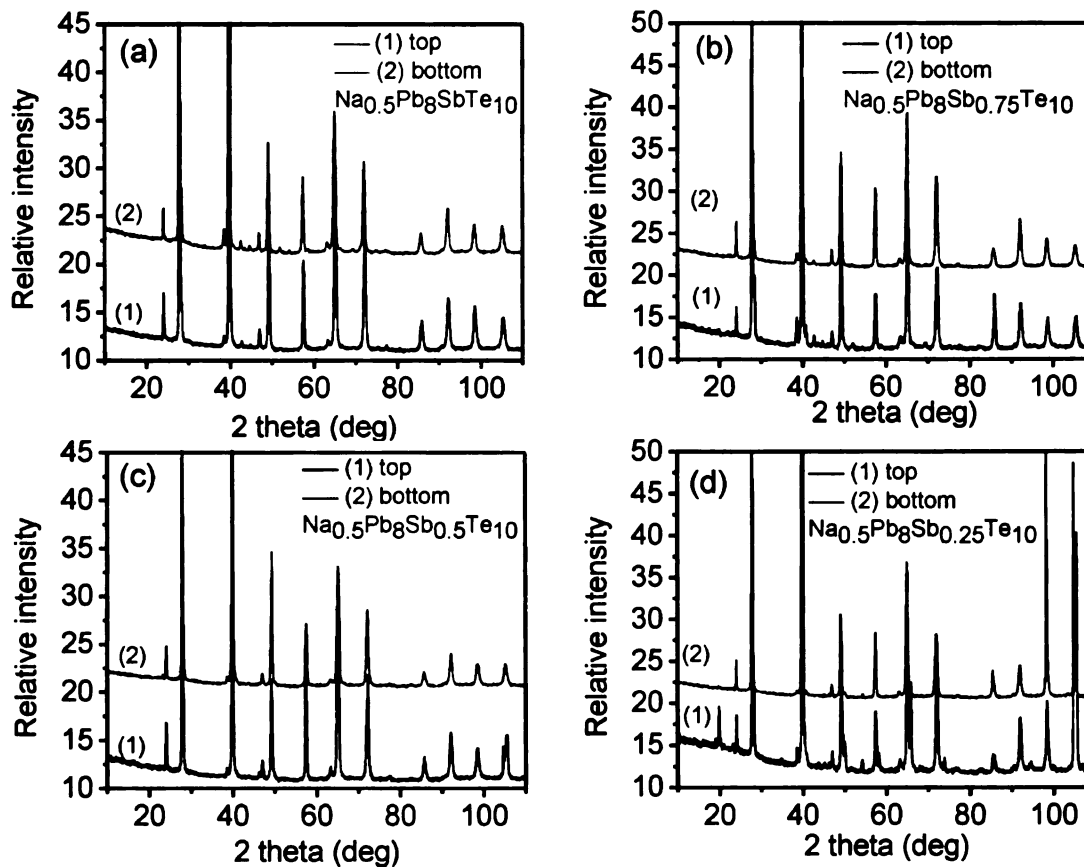 (a)
(1) top
(2) bottom
Na0.5Pb8SbTe10
45
40
35
30
25
20
15
10
Relative intensity
(2)
(1)
20 40 60 80 100
2 theta (deg)
(b)
(1) top
(2) bottom
Na0.5Pb8Sb0.75Te10
50
45
40
35
30
25
20
15
10
Relative intensity
(2)
(1)
20 40 60 80 100
2 theta (deg)
(c)
(1) top
(2) bottom
Na0.5Pb8Sb0.5Te10
45
40
35
30
25
20
15
10
Relative intensity
(2)
(1)
20 40 60 80 100
2 theta (deg)
(d)
(1) top
(2) bottom
Na0.5Pb8Sb0.25Te10
50
45
40
35
30
25
20
15
10
Relative intensity
(2)
(1)
20 40 60 80 100
2 theta (deg)